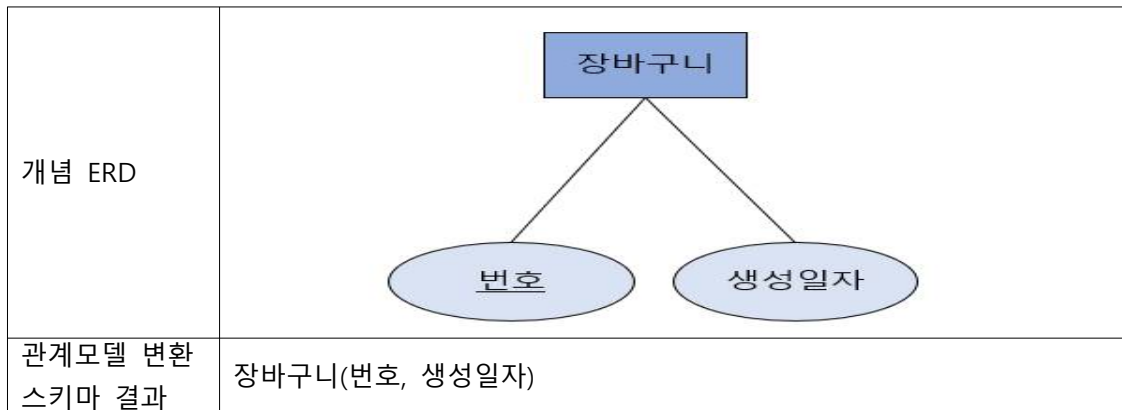 개념 ERD
장바구니
번호
생성일자
관계모델 변환
스키마 결과
장바구니(번호, 생성일자)